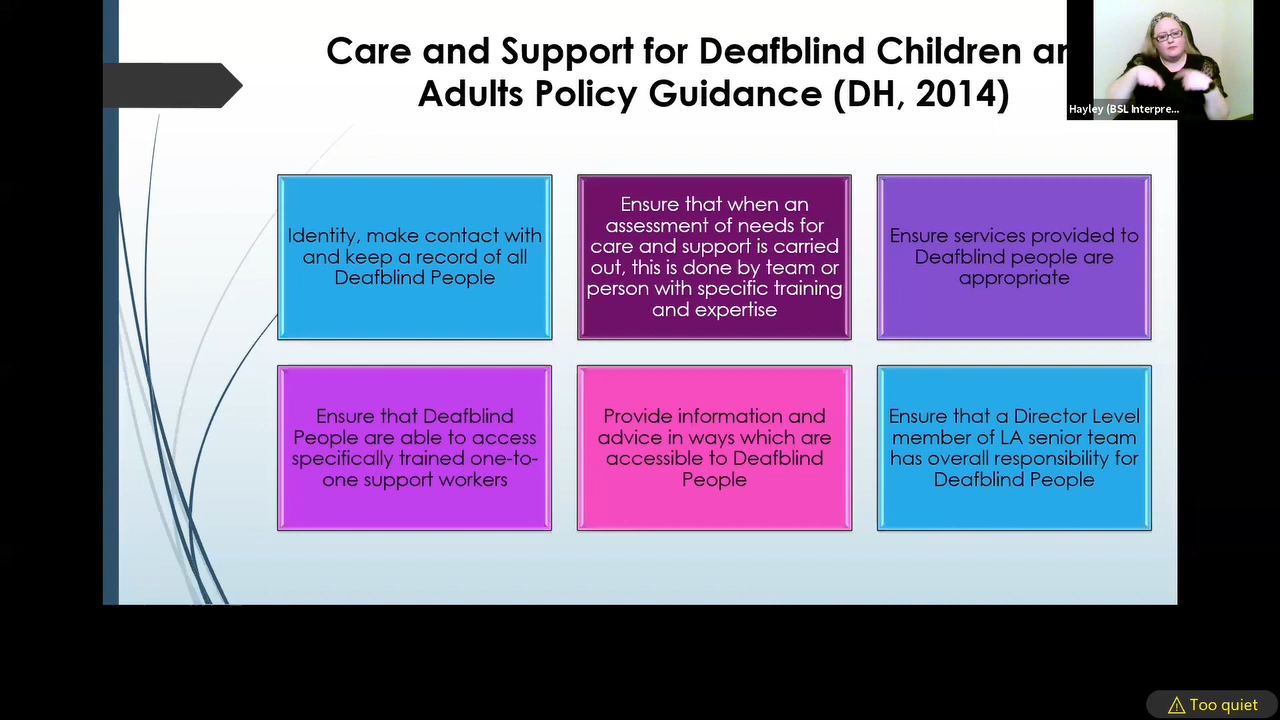 Care and Support for Deafblind Children
Adults Policy Guidance (DH, 2014)
Hayley (BSL Interpre...
Identity, make contact with
and keep a record of all
Deafblind People
Ensure that when an
assessment of needs for
care and support is carried
out, this is done by team or
person with specific training
and expertise
Ensure services provided to
Deafblind people are
appropriate
Ensure that Deafblind
People are able to access
specifically trained one-to-
one support workers
Provide information and
advice in ways which are
accessible to Deafblind
People
Ensure that a Director Level
member of LA senior team
has overall responsibility for
Deafblind People
Too quiet